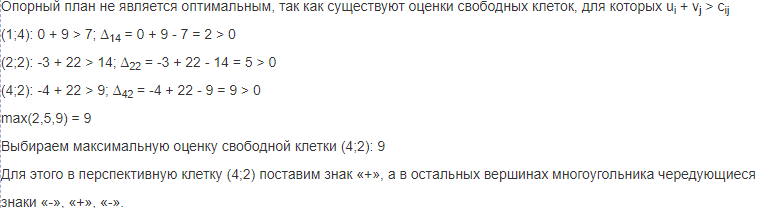 Опорный план не является оптимальным, так как существуют оценки свободных клеток, для которых uᵢ + vⱼ > cᵢⱼ
(1;4): 0 + 9 > 7; ∆₁₄ = 0 + 9 - 7 = 2 > 0
(2;2): -3 + 22 > 14; ∆₂₂ = -3 + 22 - 14 = 5 > 0
(4;2): -4 + 22 > 9; ∆₄₂ = -4 + 22 - 9 = 9 > 0
max(2,5,9) = 9
Выбираем максимальную оценку свободной клетки (4;2): 9
Для этого в перспективную клетку (4;2) поставим знак «+», а в остальных вершинах многоугольника чередующиеся
знаки «-», «+», «-».